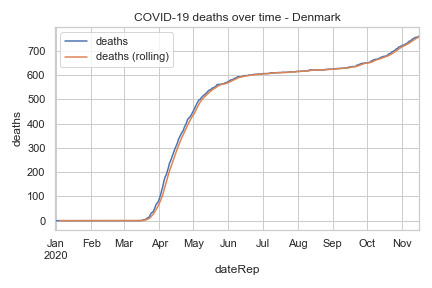 COVID-19 deaths over time - Denmark
deaths
deaths (rolling)
deaths
700
600
500
400
300
200
100
0
Jan Feb Mar Apr May Jun Jul Aug Sep Oct Nov
2020
dateRep